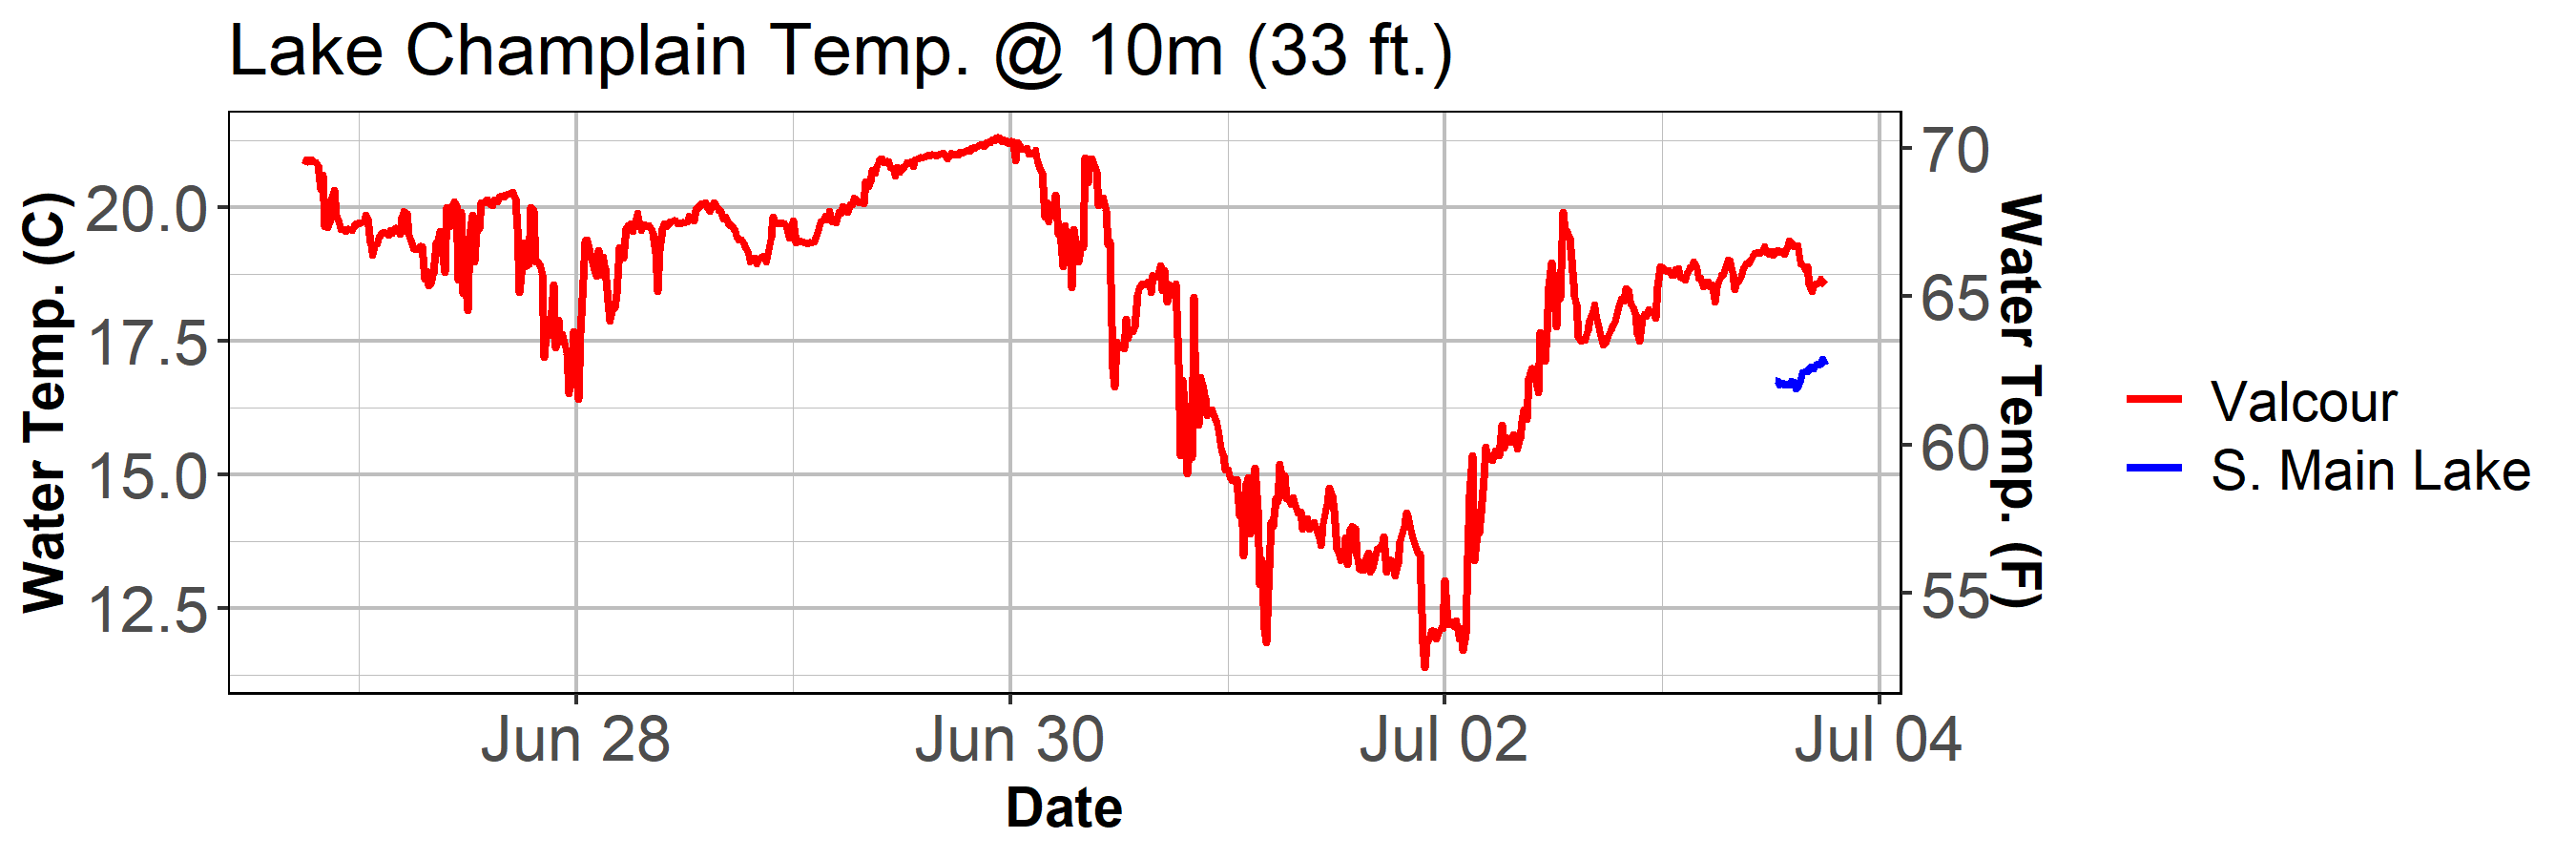 Lake Champlain Temp. @ 10m (33 ft.)
Water Temp. (C)
20.0
17.5
15.0
12.5
70
65
60
55
Water Temp. (F)
Jun 28
Jun 30
Jul 02
Jul 04
Date
Valcour
S. Main Lake